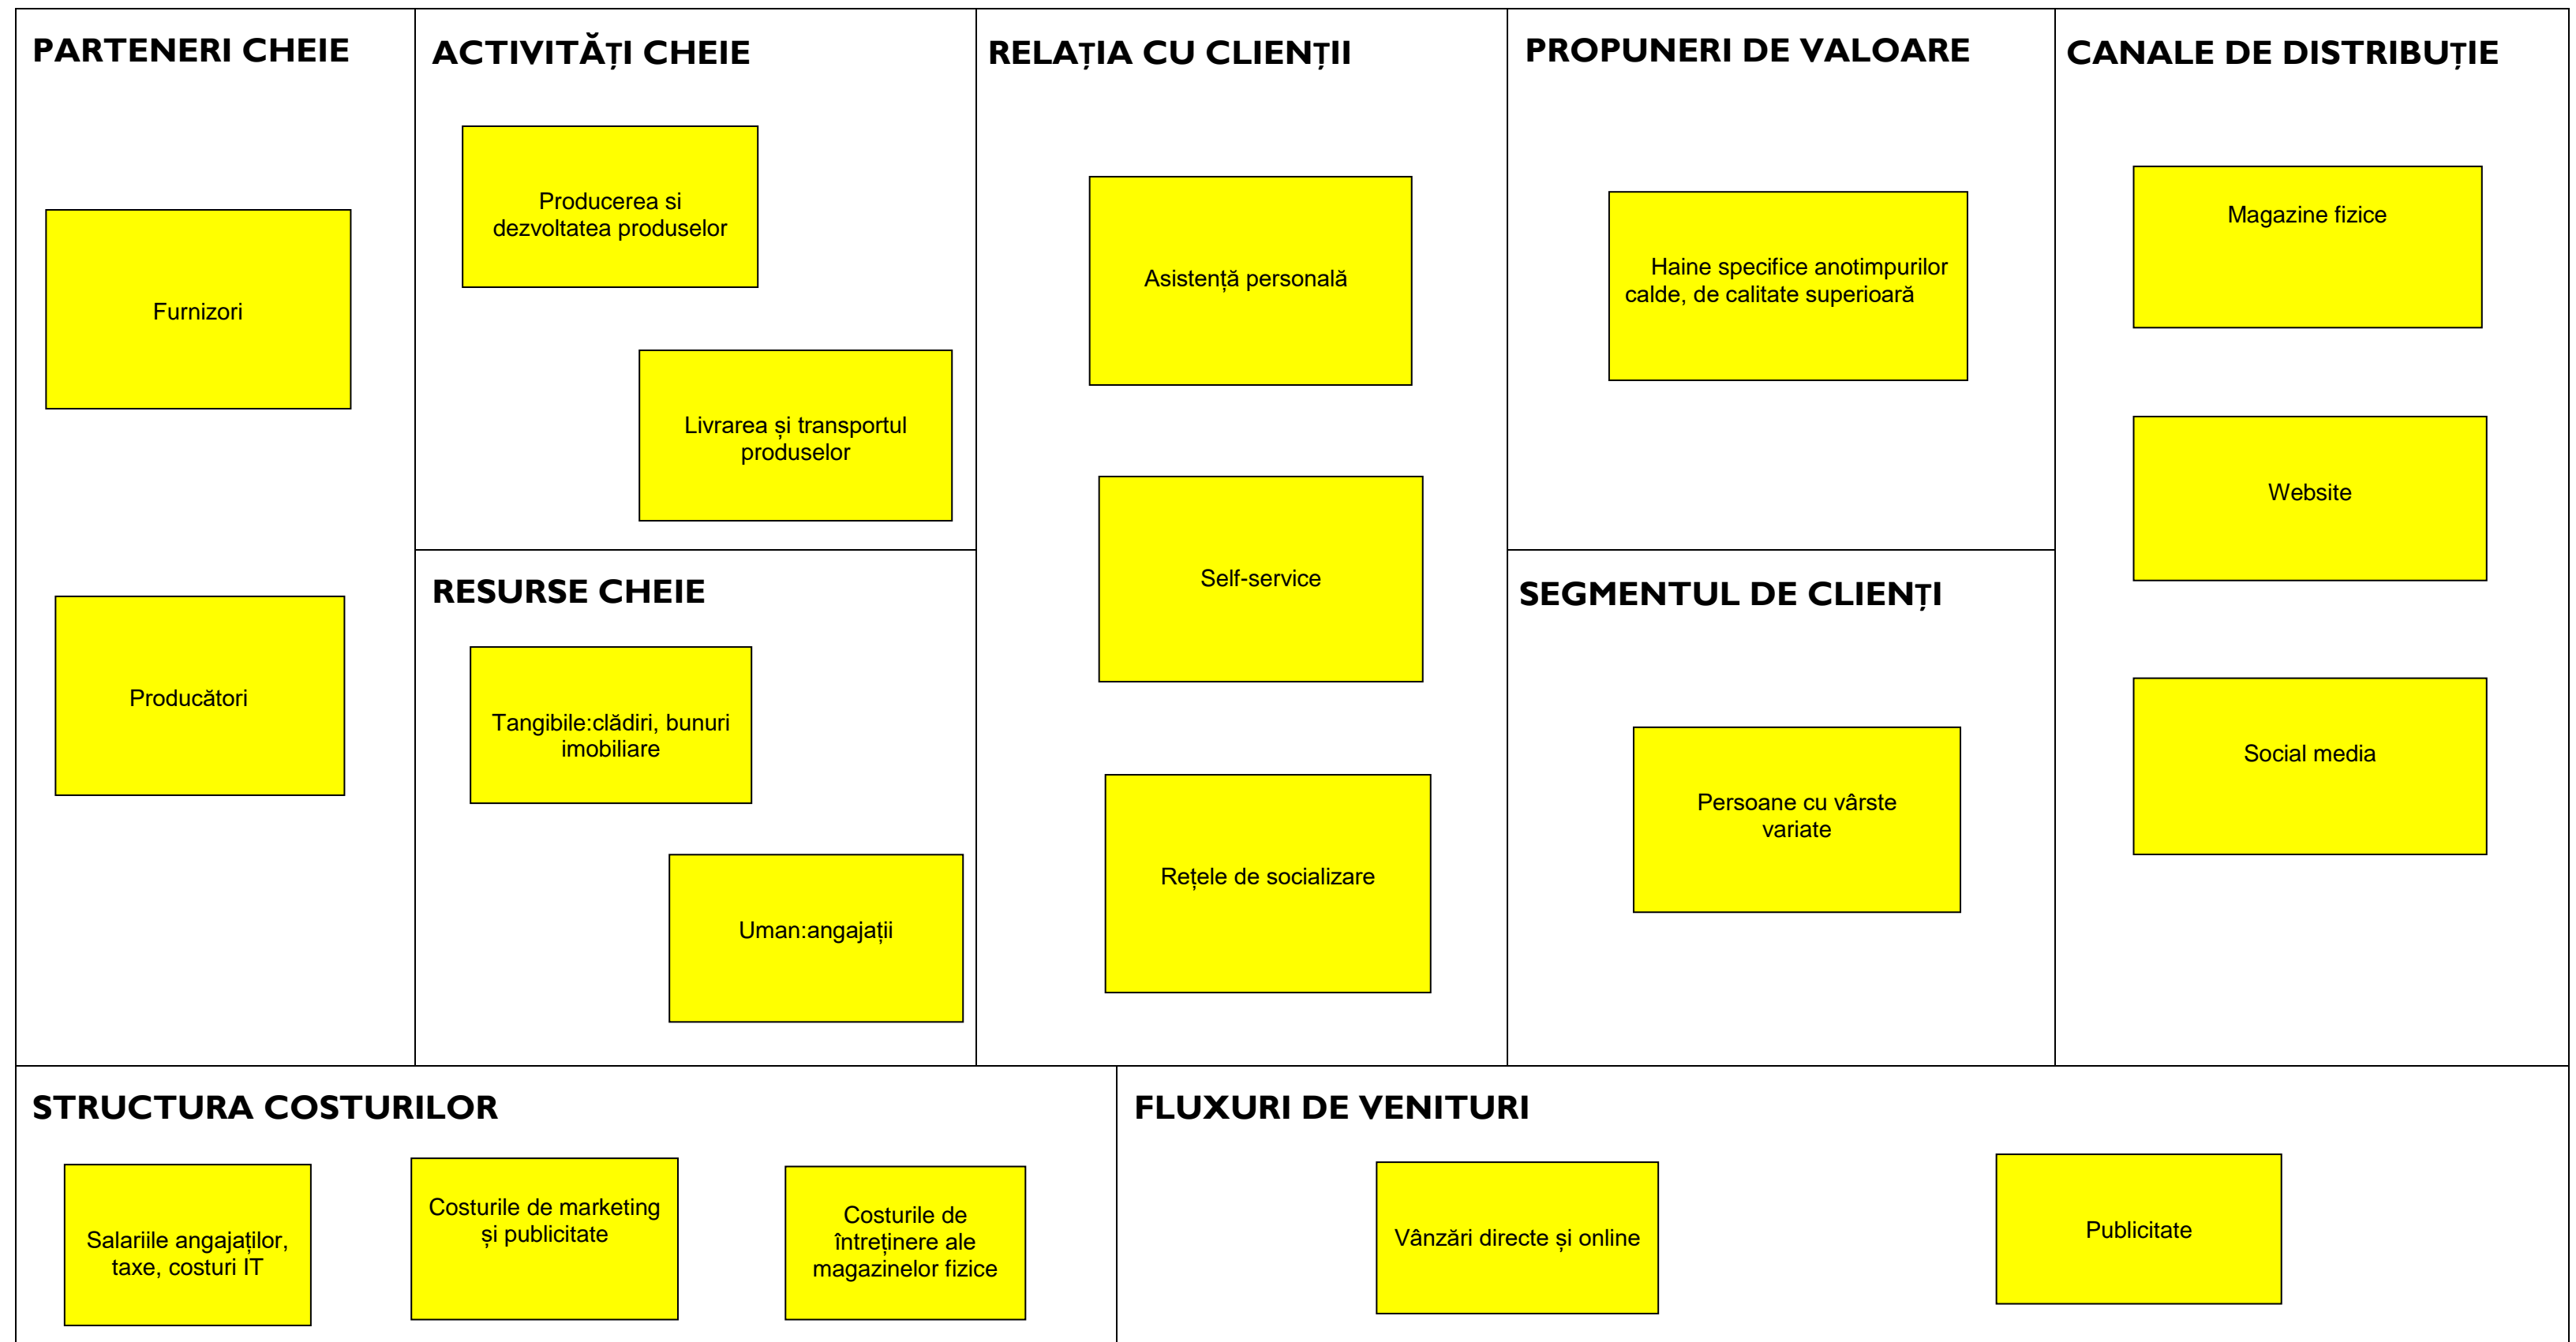 PARTENERI CHEIE
Furnizori
Producători
ACTIVITĂȚI CHEIE
Producerea si
dezvoltatea produselor
Livrarea și transportul
produselor
RESURSE CHEIE
Tangibile:clădiri, bunuri
imobiliare
Uman:angajații
RELAȚIA CU CLIENȚII
Asistență personală
Self-service
Rețele de socializare
PROPUNERI DE VALOARE
Haine specifice anotimpurilor
calde, de calitate superioară
SEGMENTUL DE CLIENȚI
Persoane cu vârste
variate
CANALE DE DISTRIBUȚIE
Magazine fizice
Website
Social media
STRUCTURA COSTURILOR
Salariile angajaților,
taxe, costuri IT
Costurile de marketing
și publicitate
Costurile de
întreținere ale
magazinelor fizice
FLUXURI DE VENITURI
Vânzări directe și online
Publicitate